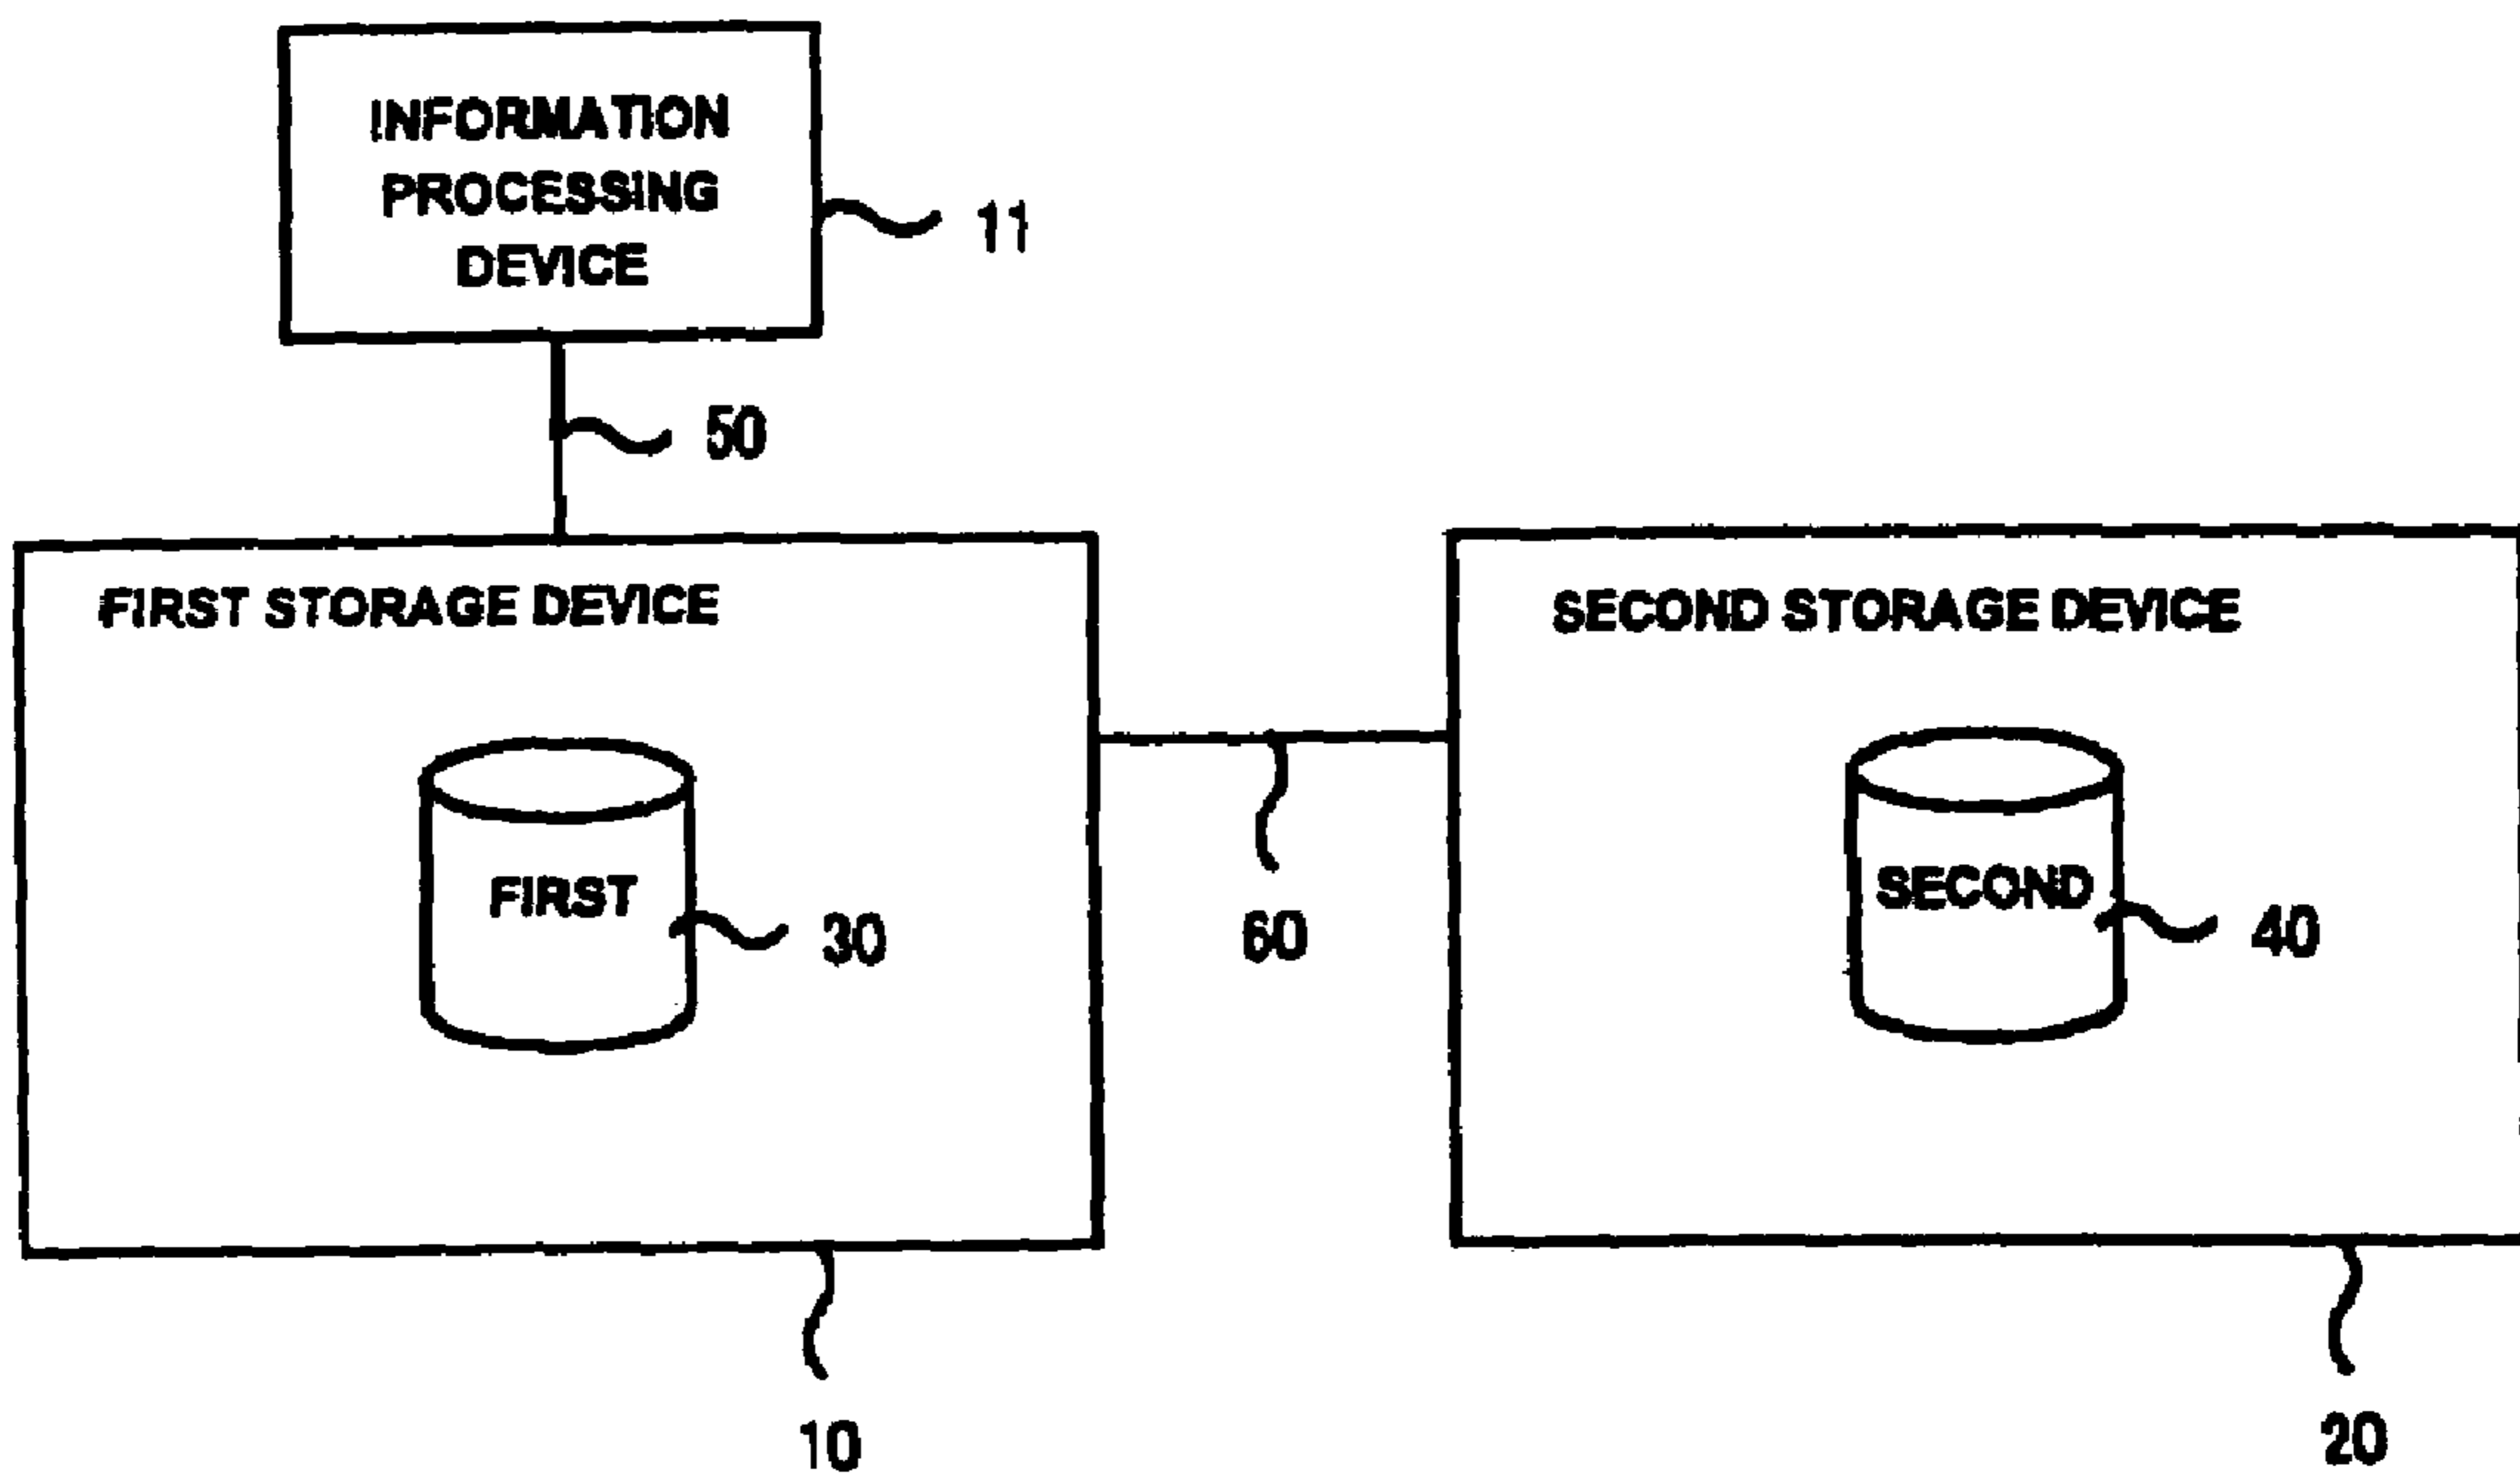 INFORMATION
PROCESSING
DEVICE
11
50
FIRST STORAGE DEVICE
SECOND STORAGE DEVICE
FIRST
30
60
SECOND
40
10
20